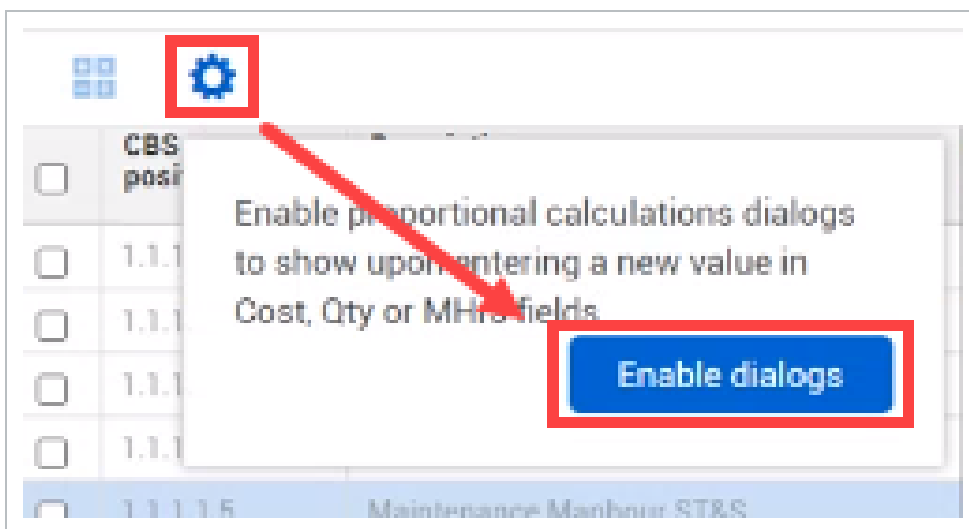 CBS
posi
Enable proportional calculations dialogs
to show upon entering a new value in
Cost, Qty or MHrs fields
Enable dialogs
1.1.1
1.1.1
1.1.1
1.1.1
1.1.1.1.5 Maintenance Manhour ST&S